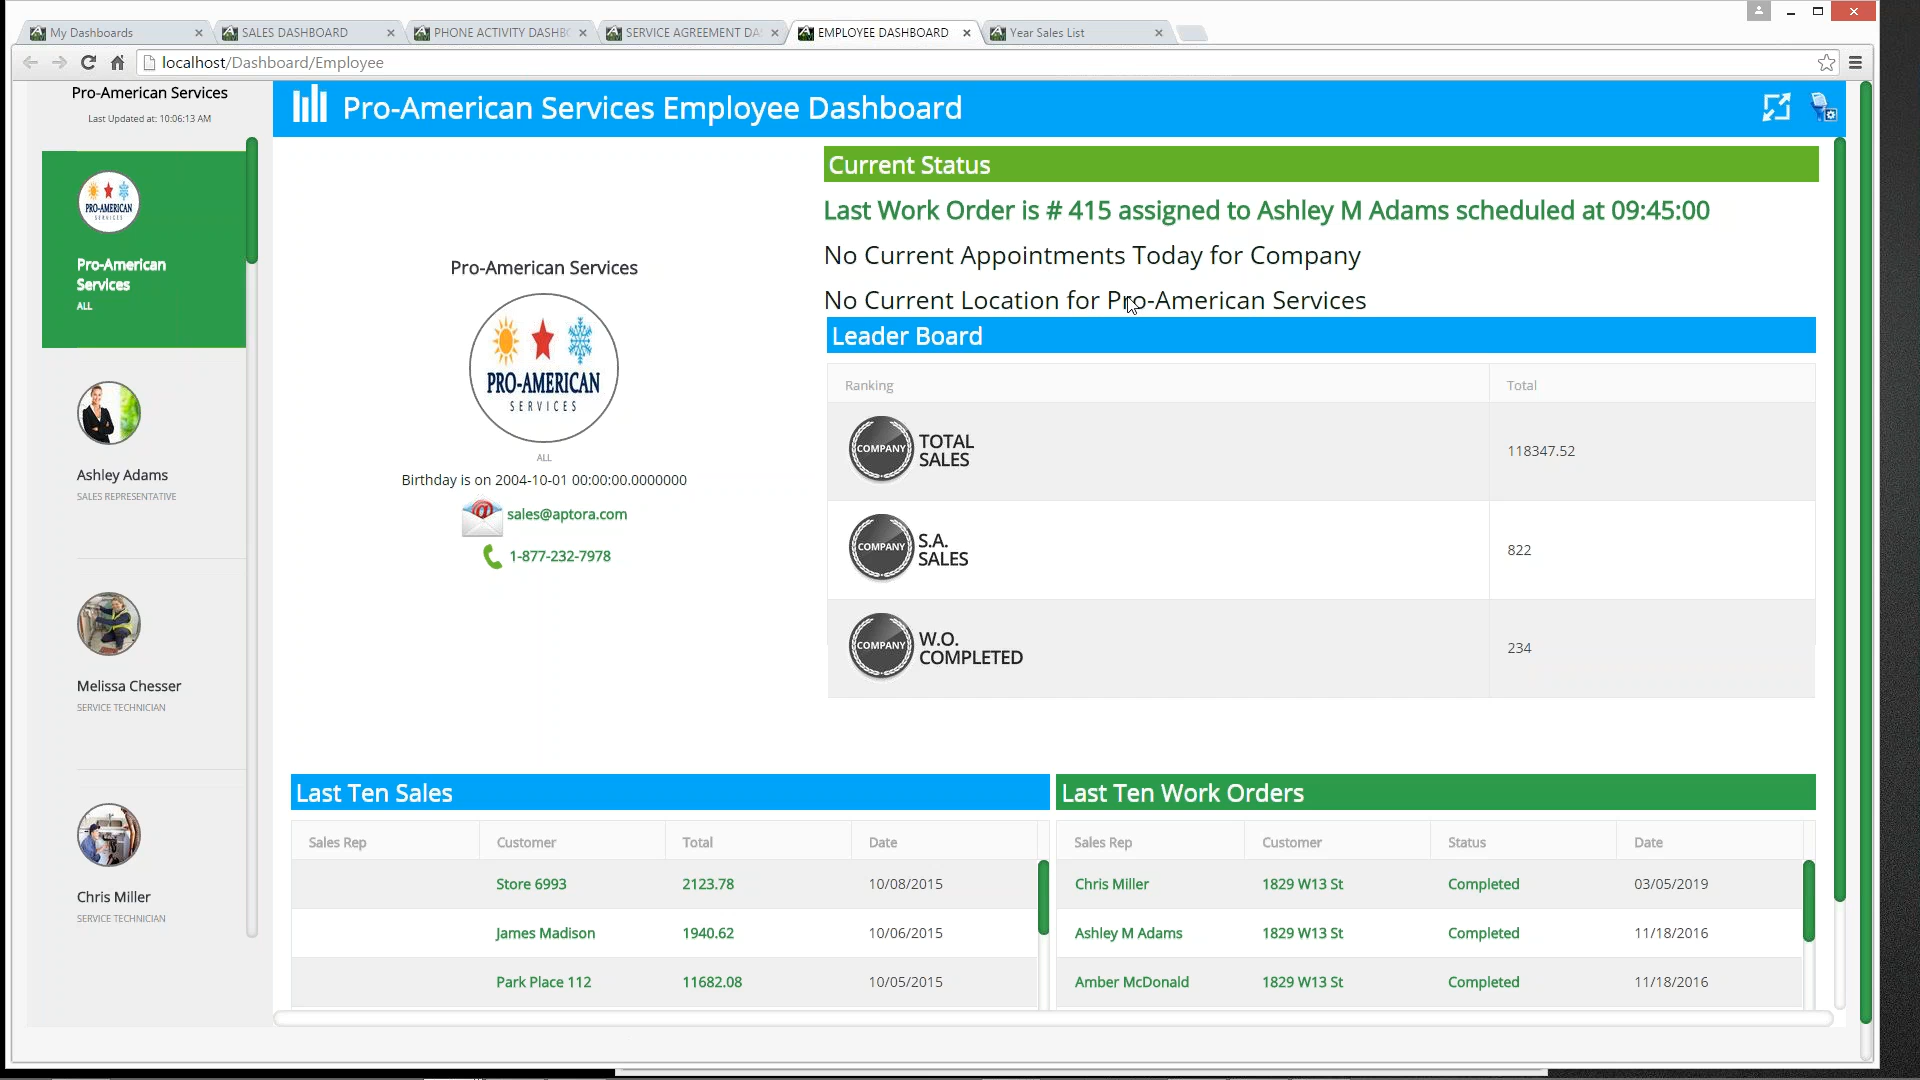 My Dashboards
SALES DASHBOARD
PHONE ACTIVITY DASHBO
SERVICE AGREEMENT DA
EMPLOYEE DASHBOARD
Year Sales List
localhost/Dashboard/Employee
Pro-American Services
Last Updated at: 10:06:13 AM
PRO-AMERICAN
SERVICES
Pro-American
Services
ALL
Ashley Adams
SALES REPRESENTATIVE
Melissa Chesser
SERVICE TECHNICIAN
Chris Miller
SERVICE TECHNICIAN
Pro-American Services Employee Dashboard
Pro-American Services
PRO-AMERICAN
SERVICES
ALL
Birthday is on 2004-10-01 00:00:00.0000000
sales@aptora.com
1-877-232-7978
Current Status
Last Work Order is # 415 assigned to Ashley M Adams scheduled at 09:45:00
No Current Appointments Today for Company
No Current Location for Pro-American Services
Leader Board
Ranking Total
COMPANY TOTAL SALES 118347.52
COMPANY S.A. SALES 822
COMPANY W.O. COMPLETED 234
Last Ten Sales
Sales Rep Customer Total Date
Store 6993 2123.78 10/08/2015
James Madison 1940.62 10/06/2015
Park Place 112 11682.08 10/05/2015
Last Ten Work Orders
Sales Rep Customer Status Date
Chris Miller 1829 W13 St Completed 03/05/2019
Ashley M Adams 1829 W13 St Completed 11/18/2016
Amber McDonald 1829 W13 St Completed 11/18/2016